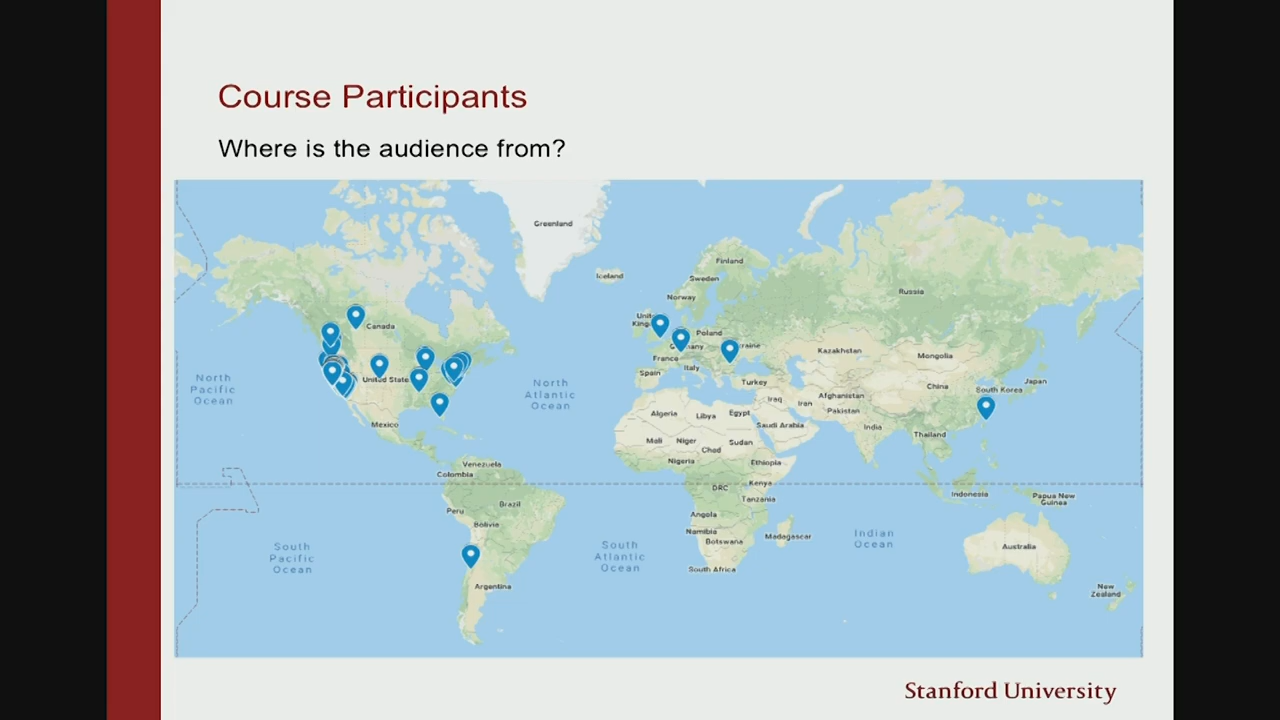 Course Participants
Where is the audience from?
Greenland
Iceland
Finland
Sweden
Norway
Russia
Canada
Poland
Kazakhstan
Mongolia
France
Italy
Spain
Turkey
China
South Korea
Japan
North
Pacific
Ocean
North
Atlantic
Ocean
Mexico
Algeria
Libya
Egypt
Iraq
Iran
Afghanistan
Pakistan
Saudi Arabia
India
Thailand
Mali
Niger
Chad
Sudan
Nigeria
Ethiopia
Venezuela
Colombia
DRC
Kenya
Tanzania
Indonesia
Papua New
Guinea
Peru
Brazil
Bolivia
Angola
Namibia
Botswana
Madagascar
South Africa
South
Pacific
Ocean
South
Atlantic
Ocean
Indian
Ocean
Australia
Argentina
New
Zealand
Stanford University